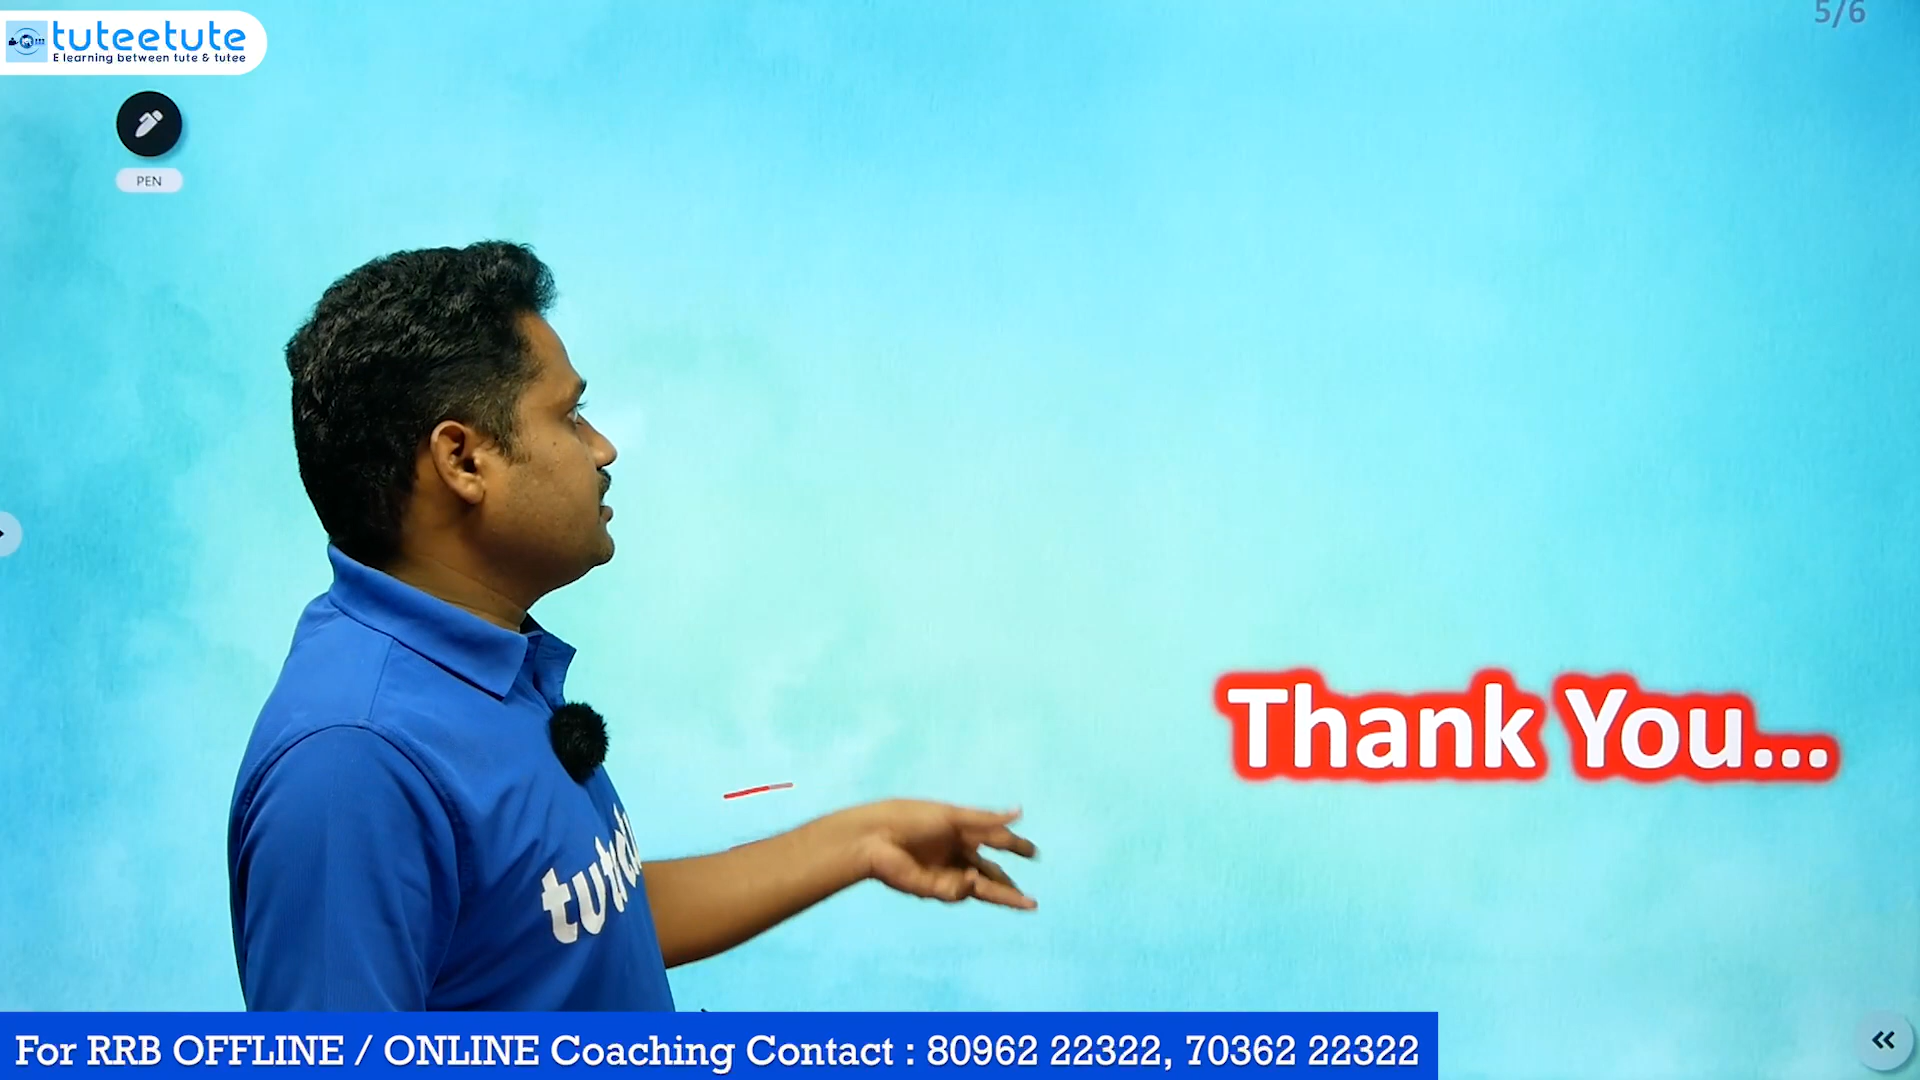 tuteetute
E learning between tute & tutee
5/6
PEN
Thank You...
For RRB OFFLINE / ONLINE Coaching Contact : 80962 22322, 70362 22322